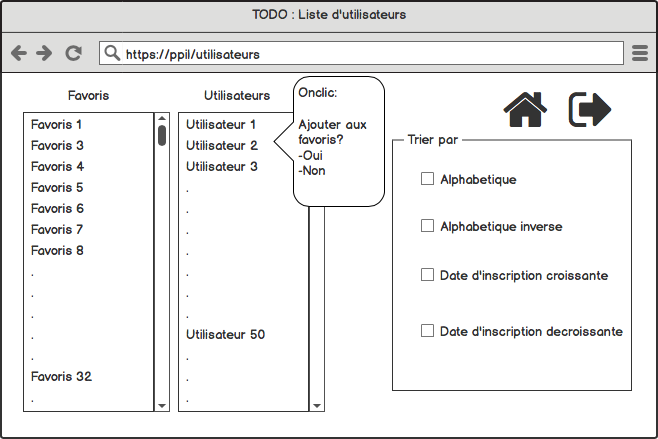 TODO : Liste d'utilisateurs
https://ppil/utilisateurs
Favoris
Favoris 1
Favoris 3
Favoris 4
Favoris 5
Favoris 6
Favoris 7
Favoris 8
.
.
.
.
.
Favoris 32
.
Utilisateurs
Utilisateur 1
Utilisateur 2
Utilisateur 3
.
.
.
.
.
.
.
Utilisateur 50
.
.
.
Onclic:
Ajouter aux
favoris?
-Oui
-Non
Trier par
Alphabetique
Alphabetique inverse
Date d'inscription croissante
Date d'inscription decroissante